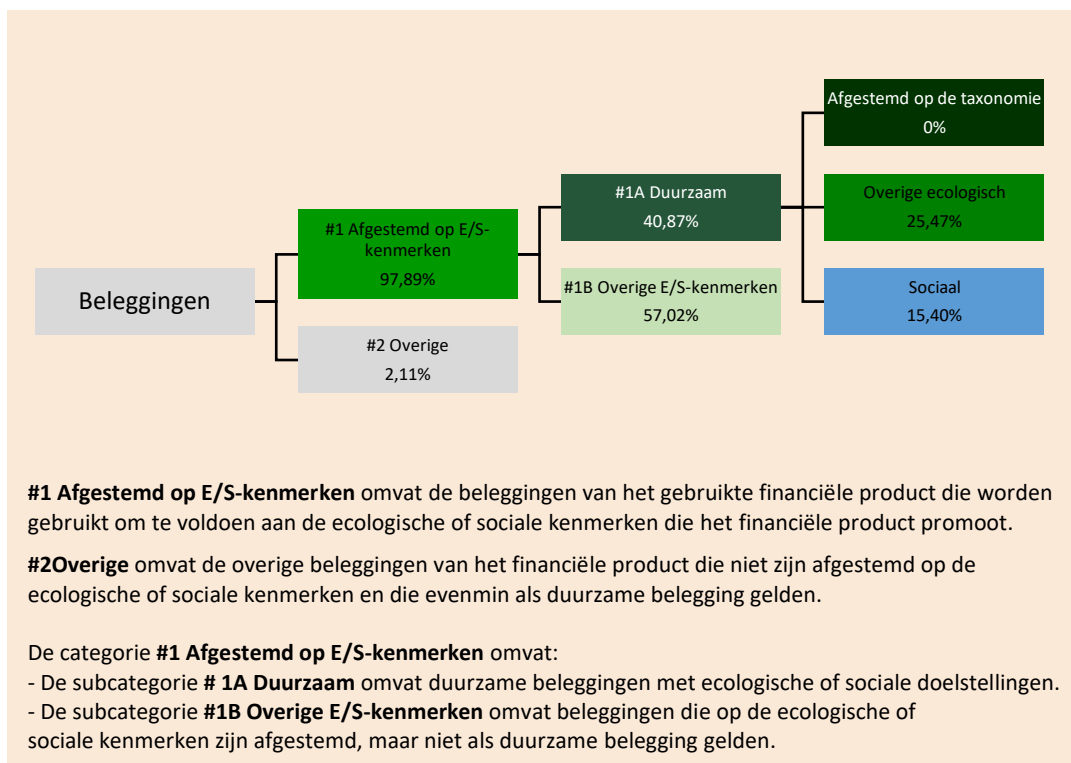 Beleggingen
#1 Afgestemd op E/S-
kenmerken
97,89%
#2 Overige
2,11%
#1A Duurzaam
40,87%
#1B Overige E/S-kenmerken
57,02%
Afgestemd op de taxonomie
0%
Overige ecologisch
25,47%
Sociaal
15,40%
#1 Afgestemd op E/S-kenmerken omvat de beleggingen van het gebruikte financiële product die worden
gebruikt om te voldoen aan de ecologische of sociale kenmerken die het financiële product promoot.
#2Overige omvat de overige beleggingen van het financiële product die niet zijn afgestemd op de
ecologische of sociale kenmerken en die evenmin als duurzame belegging gelden.
De categorie #1 Afgestemd op E/S-kenmerken omvat:
- De subcategorie # 1A Duurzaam omvat duurzame beleggingen met ecologische of sociale doelstellingen.
- De subcategorie #1B Overige E/S-kenmerken omvat beleggingen die op de ecologische of
sociale kenmerken zijn afgestemd, maar niet als duurzame belegging gelden.